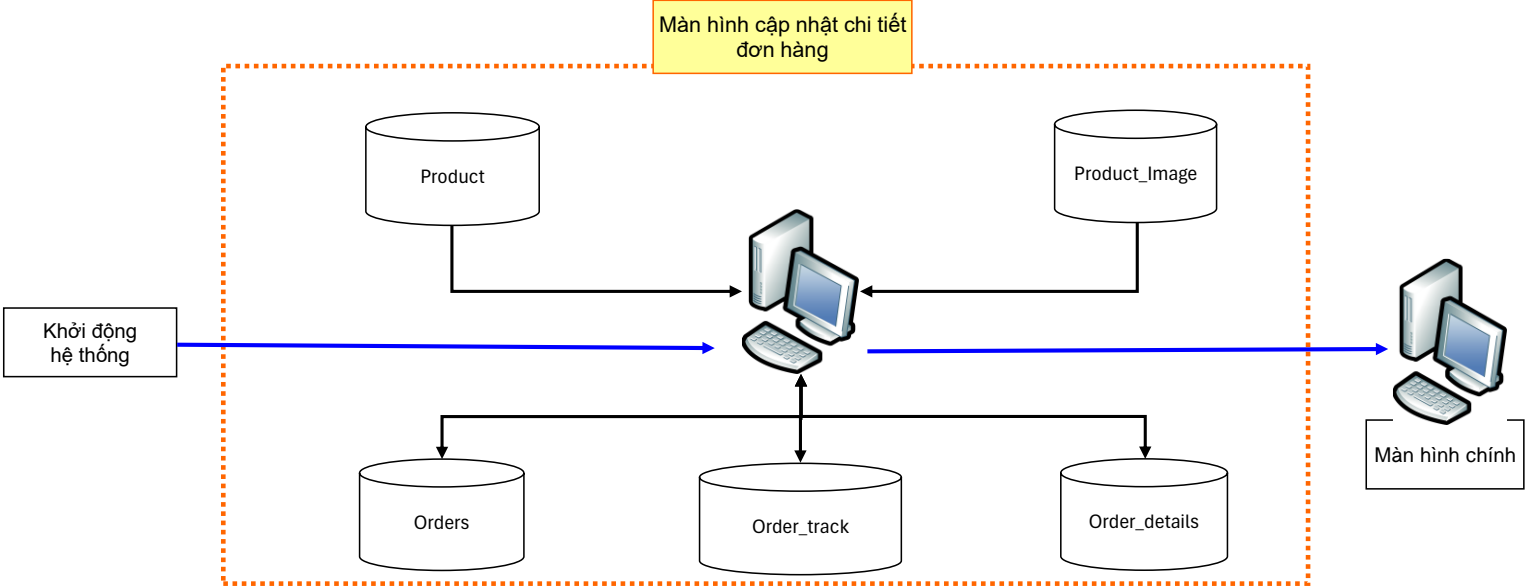 Màn hình cập nhật chi tiết
đơn hàng
Product
Product_Image
Khởi động
hệ thống
Màn hình chính
Orders
Order_track
Order_details